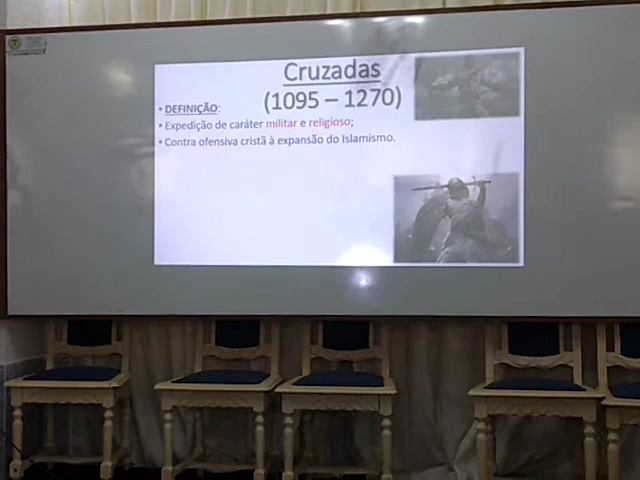 Cruzadas
(1095 – 1270)
• DEFINIÇÃO:
• Expedição de caráter militar e religioso;
• Contra ofensiva cristã à expansão do Islamismo.